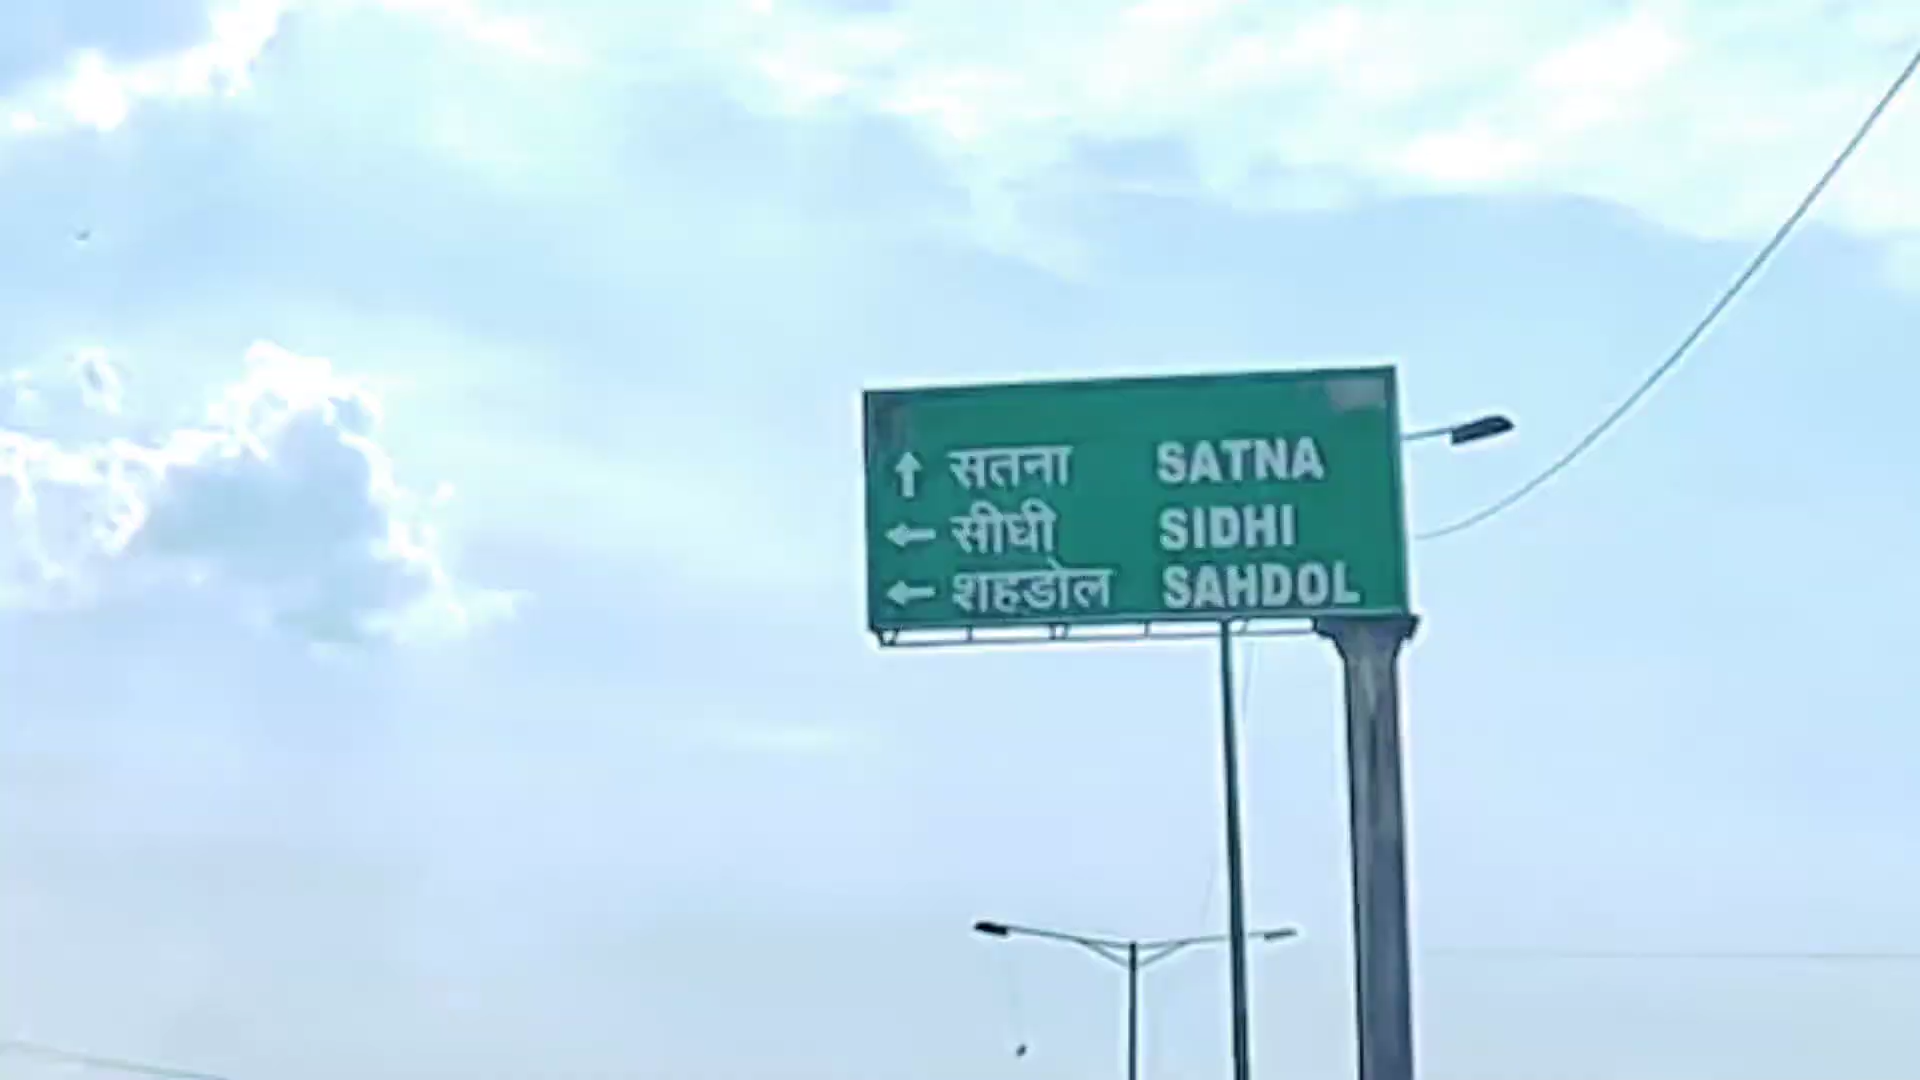 ↑ सतना SATNA
← सीधी SIDHI
← शहडोल SAHDOL